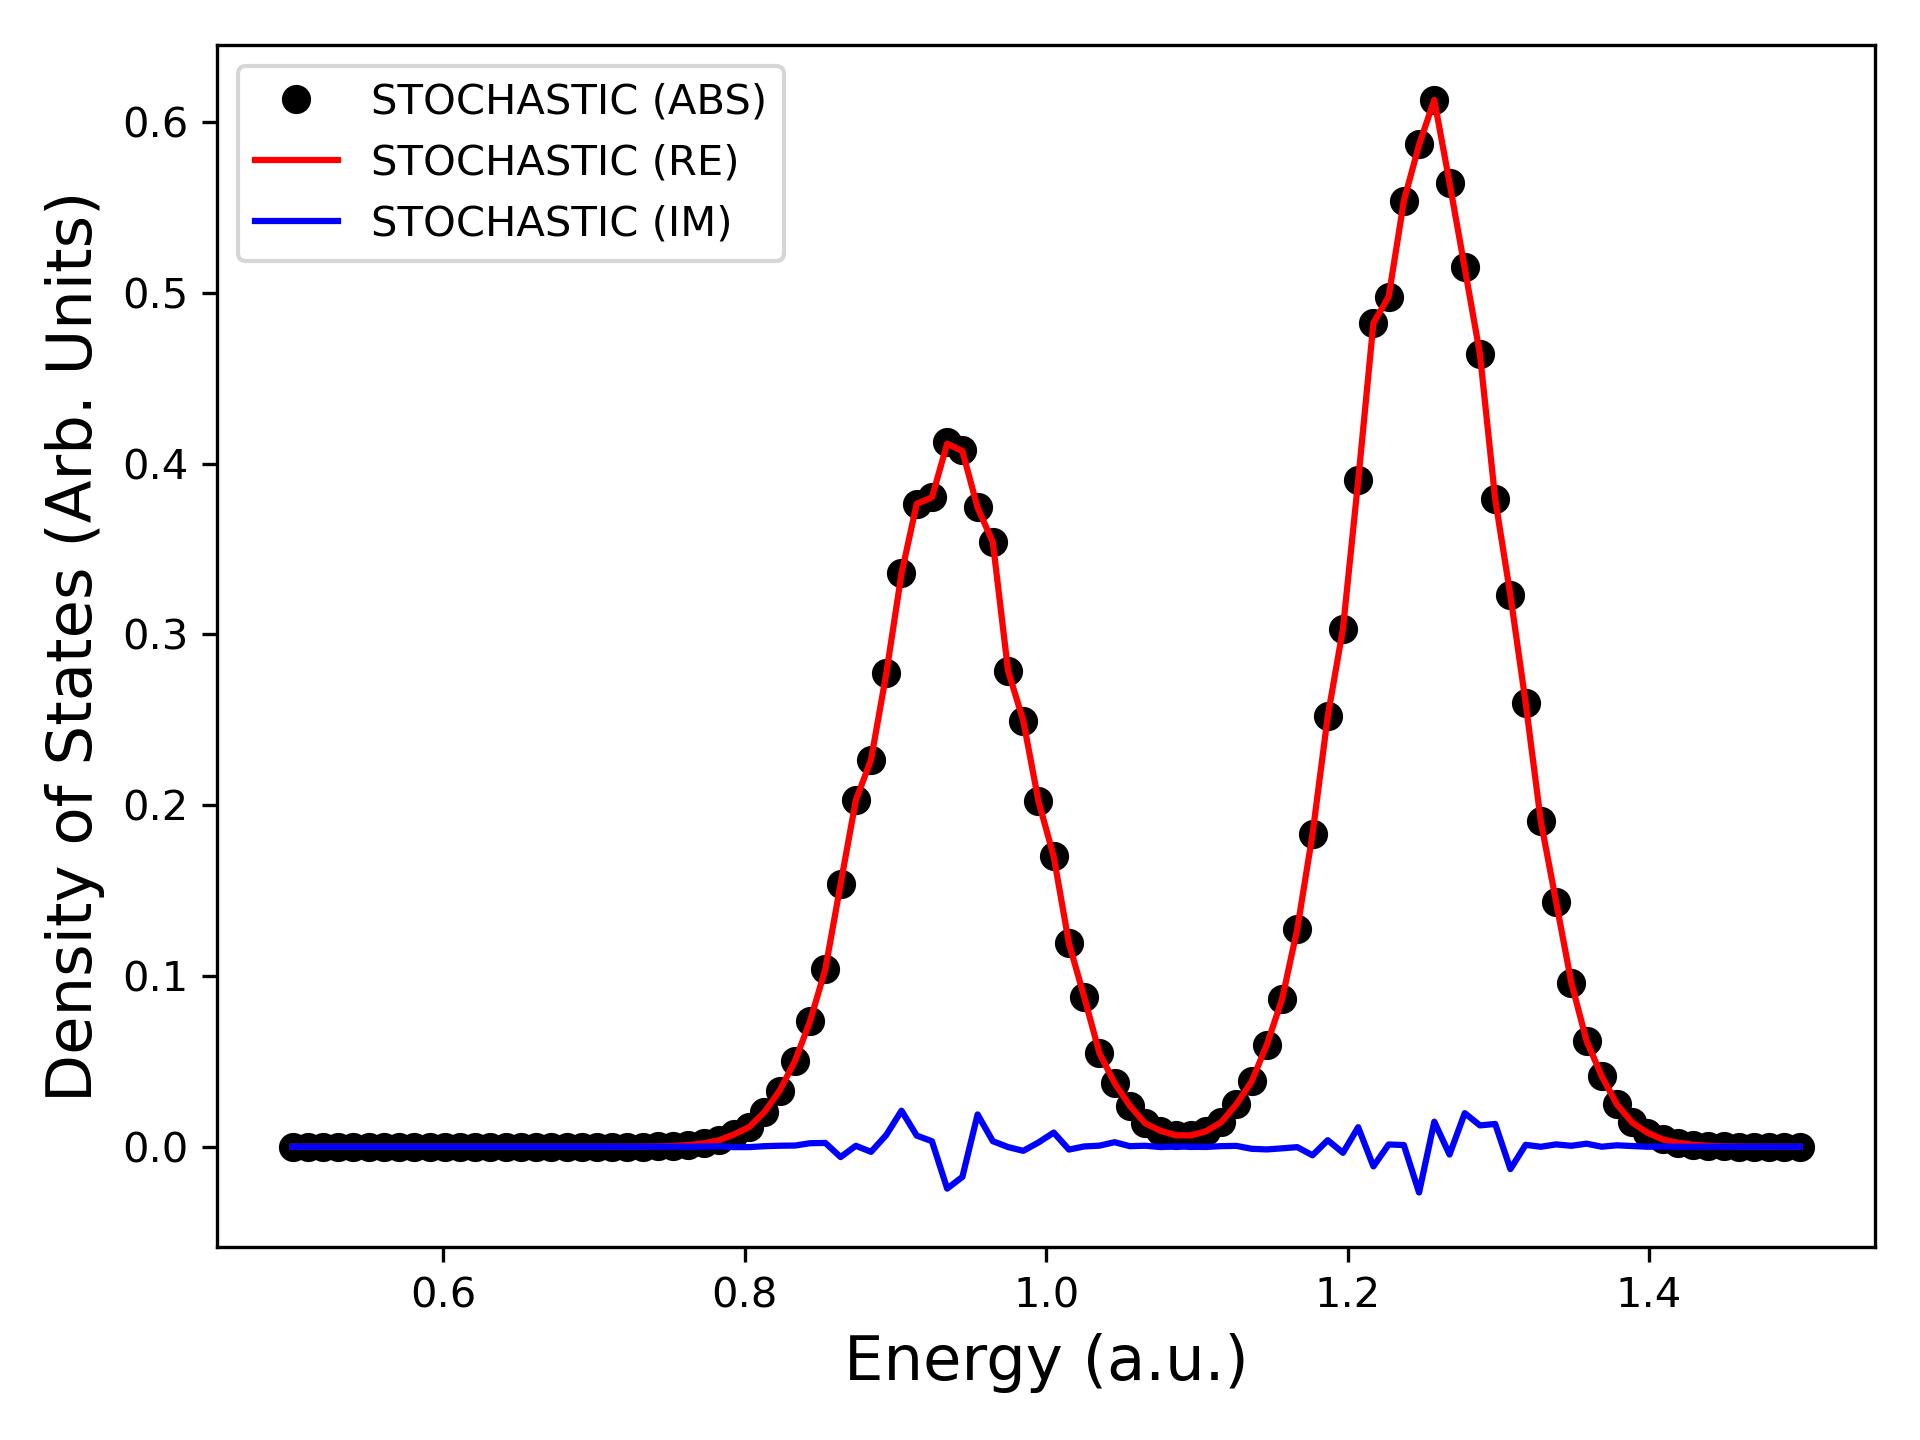 STOCHASTIC (ABS)
STOCHASTIC (RE)
STOCHASTIC (IM)
Density of States (Arb. Units)
0.6
0.5
0.4
0.3
0.2
0.1
0.0
0.6 0.8 1.0 1.2 1.4
Energy (a.u.)